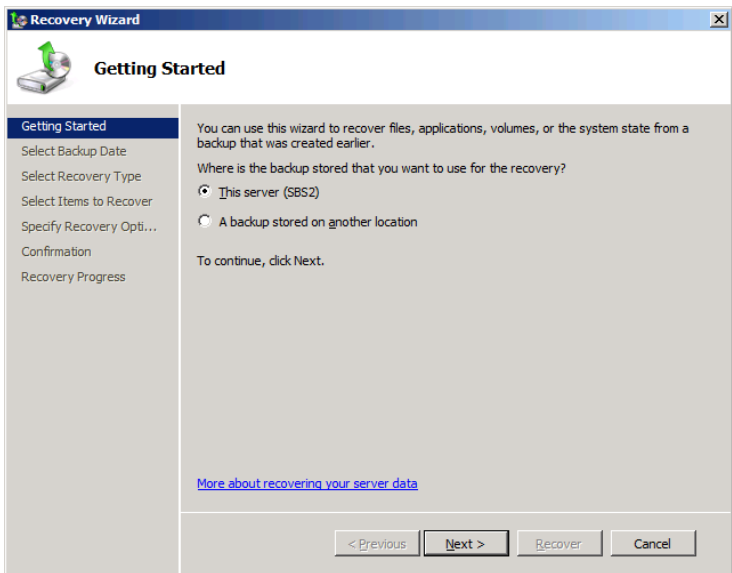 Recovery Wizard
Getting Started
Getting Started
Select Backup Date
Select Recovery Type
Select Items to Recover
Specify Recovery Opti...
Confirmation
Recovery Progress
You can use this wizard to recover files, applications, volumes, or the system state from a
backup that was created earlier.
Where is the backup stored that you want to use for the recovery?
This server (SBS2)
A backup stored on another location
To continue, click Next.
More about recovering your server data
< Previous
Next >
Recover
Cancel